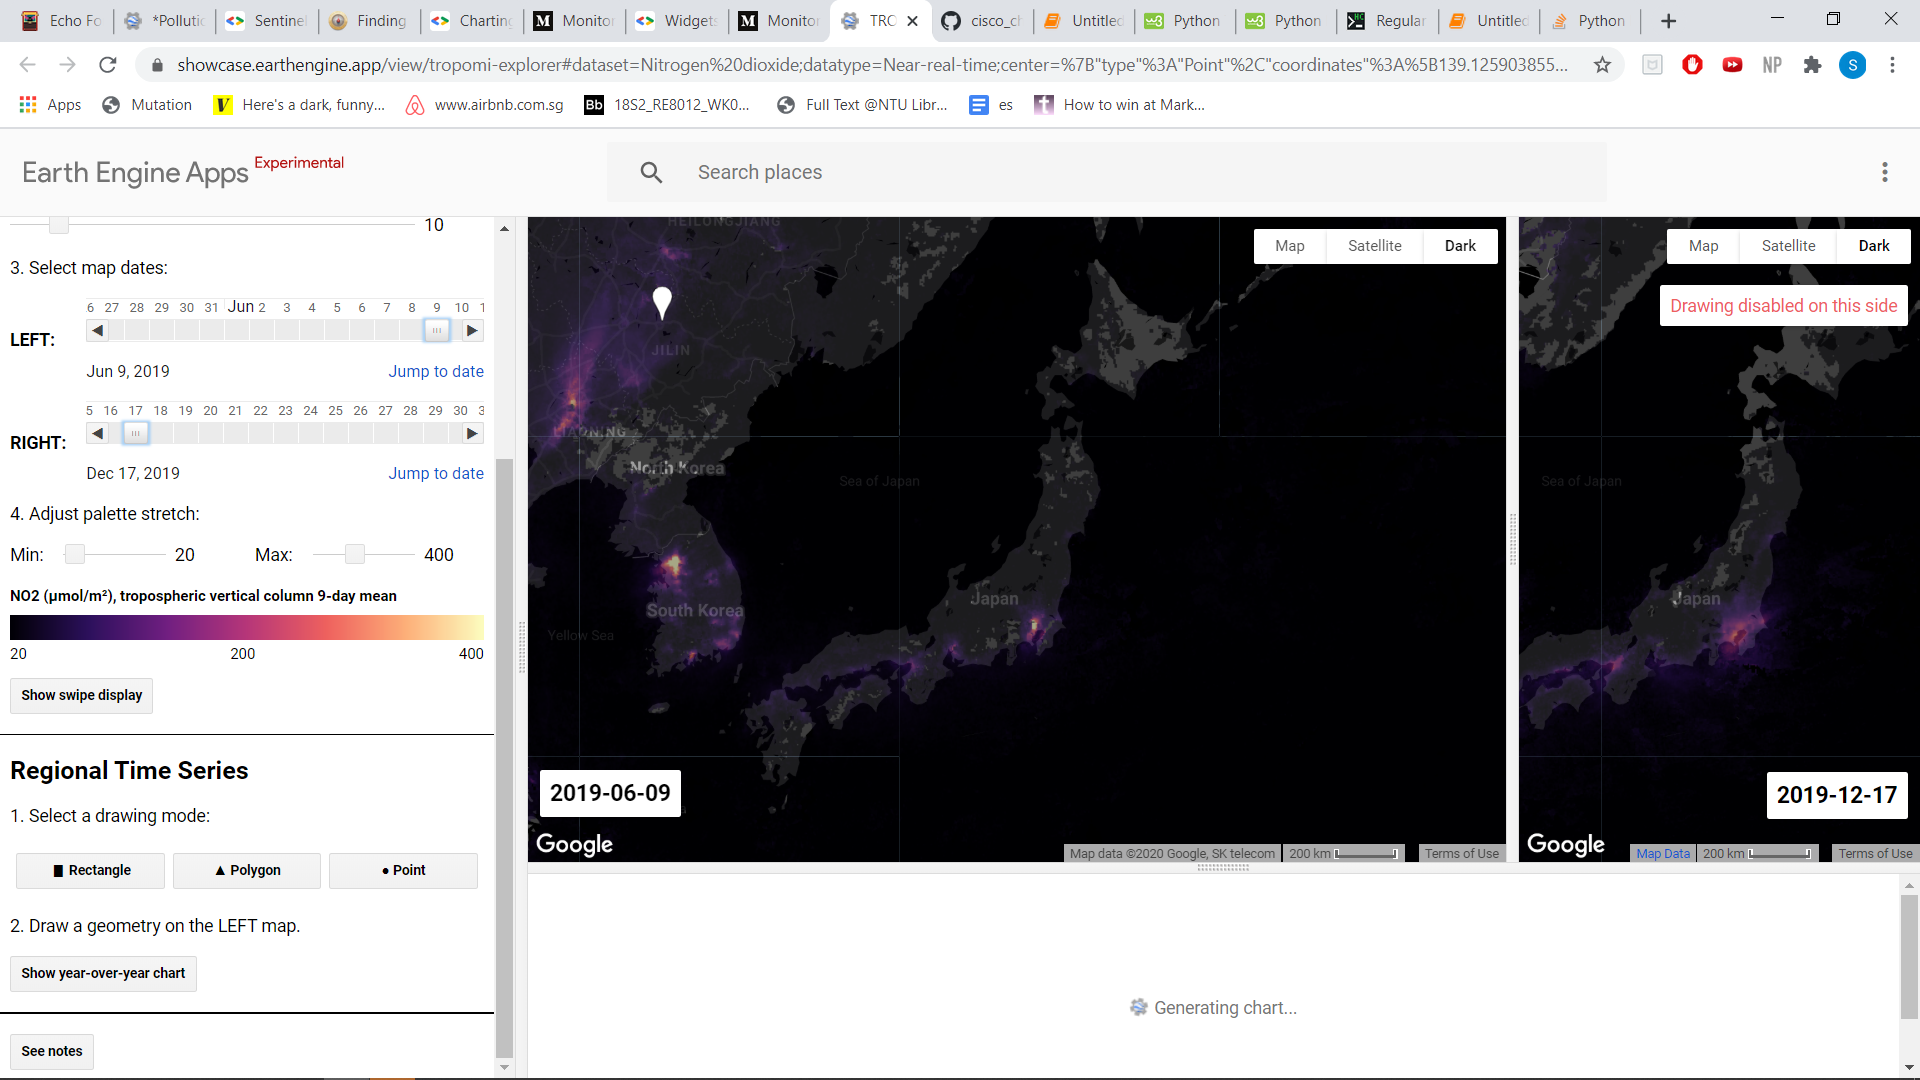 Echo Fo
*Pollutio
Sentinel
Finding
Charting
Monitor
Widgets
Monitor
TRO
cisco_ch
Untitled
Python
Python
Regular
Untitled
Python
showcase.earthengine.app/view/tropomi-explorer#dataset=Nitrogen%20dioxide;datatype=Near-real-time;center=%7B"type"%3A"Point"%2C"coordinates"%3A%5B139.125903855...
NP
S
Apps
Mutation
Here's a dark, funny...
www.airbnb.com.sg
Bb
18S2_RE8012_WK0...
Full Text @NTU Libr...
es
How to win at Mark...
Earth Engine Apps Experimental
Search places
10
3. Select map dates:
6 27 28 29 30 31 Jun 2 3 4 5 6 7 8 9 10 1
LEFT:
Jun 9, 2019
Jump to date
5 16 17 18 19 20 21 22 23 24 25 26 27 28 29 30 3
RIGHT:
Dec 17, 2019
Jump to date
4. Adjust palette stretch:
Min: 20 Max: 400
NO2 (µmol/m²), tropospheric vertical column 9-day mean
20 200 400
Show swipe display
Regional Time Series
1. Select a drawing mode:
Rectangle
Polygon
Point
2. Draw a geometry on the LEFT map.
Show year-over-year chart
See notes
HEILONGJIANG
Map Satellite Dark
JILIN
LIAONING
North Korea
Sea of Japan
South Korea
Japan
Yellow Sea
2019-06-09
Google
Map data ©2020 Google, SK telecom
200 km
Terms of Use
Map Satellite Dark
Drawing disabled on this side
Sea of Japan
Japan
2019-12-17
Google
Map Data
200 km
Terms of Use
Generating chart...